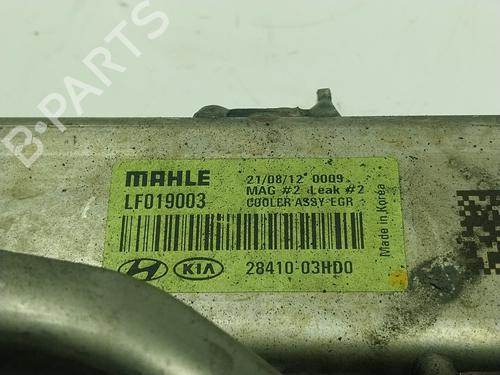 B-PARTS
MAHLE
LF019003
21/08/12 0009
MAG #2 Leak #2
COOLER ASSY-EGR
Made in Korea
KIA
28410-03HD0